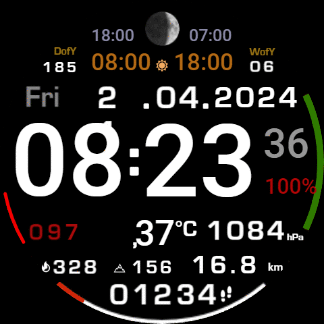 18:00 07:00
DofY 08:00 18:00 WofY
185 06
Fri 2 .04.2024
08:23 36
100%
097 ,37°C 1084 hPa
328 156 16.8 km
01234